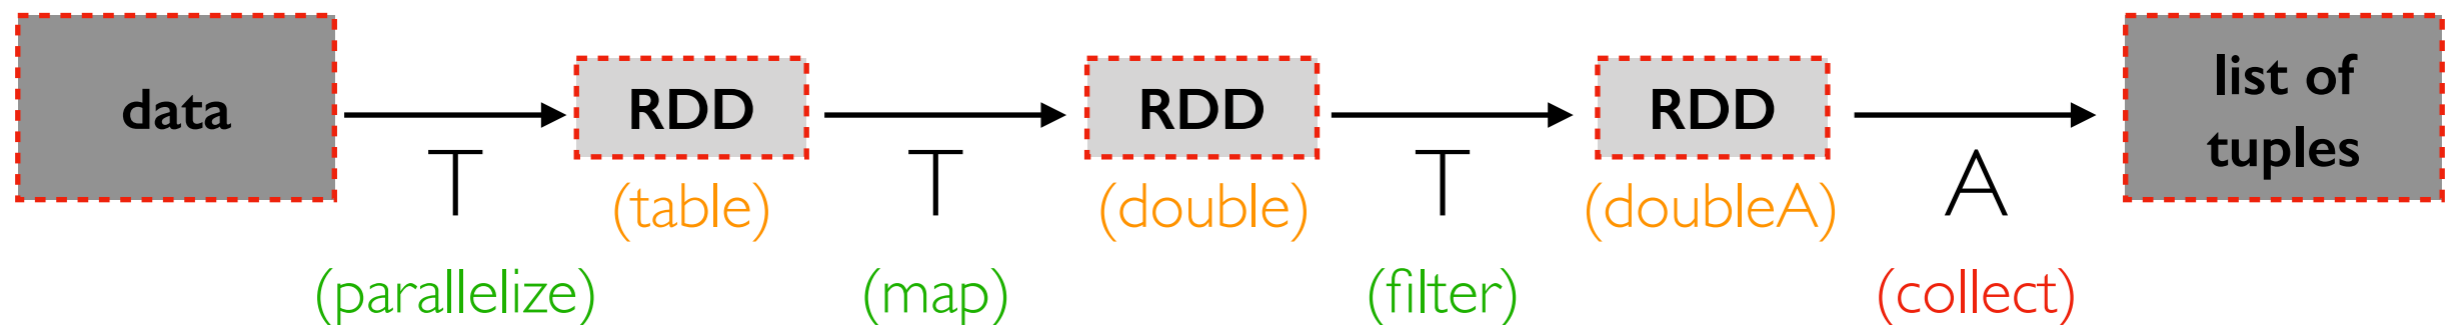 data
T
(parallelize)
RDD
(table)
T
(map)
RDD
(double)
T
(filter)
RDD
(doubleA)
A
(collect)
list of
tuples